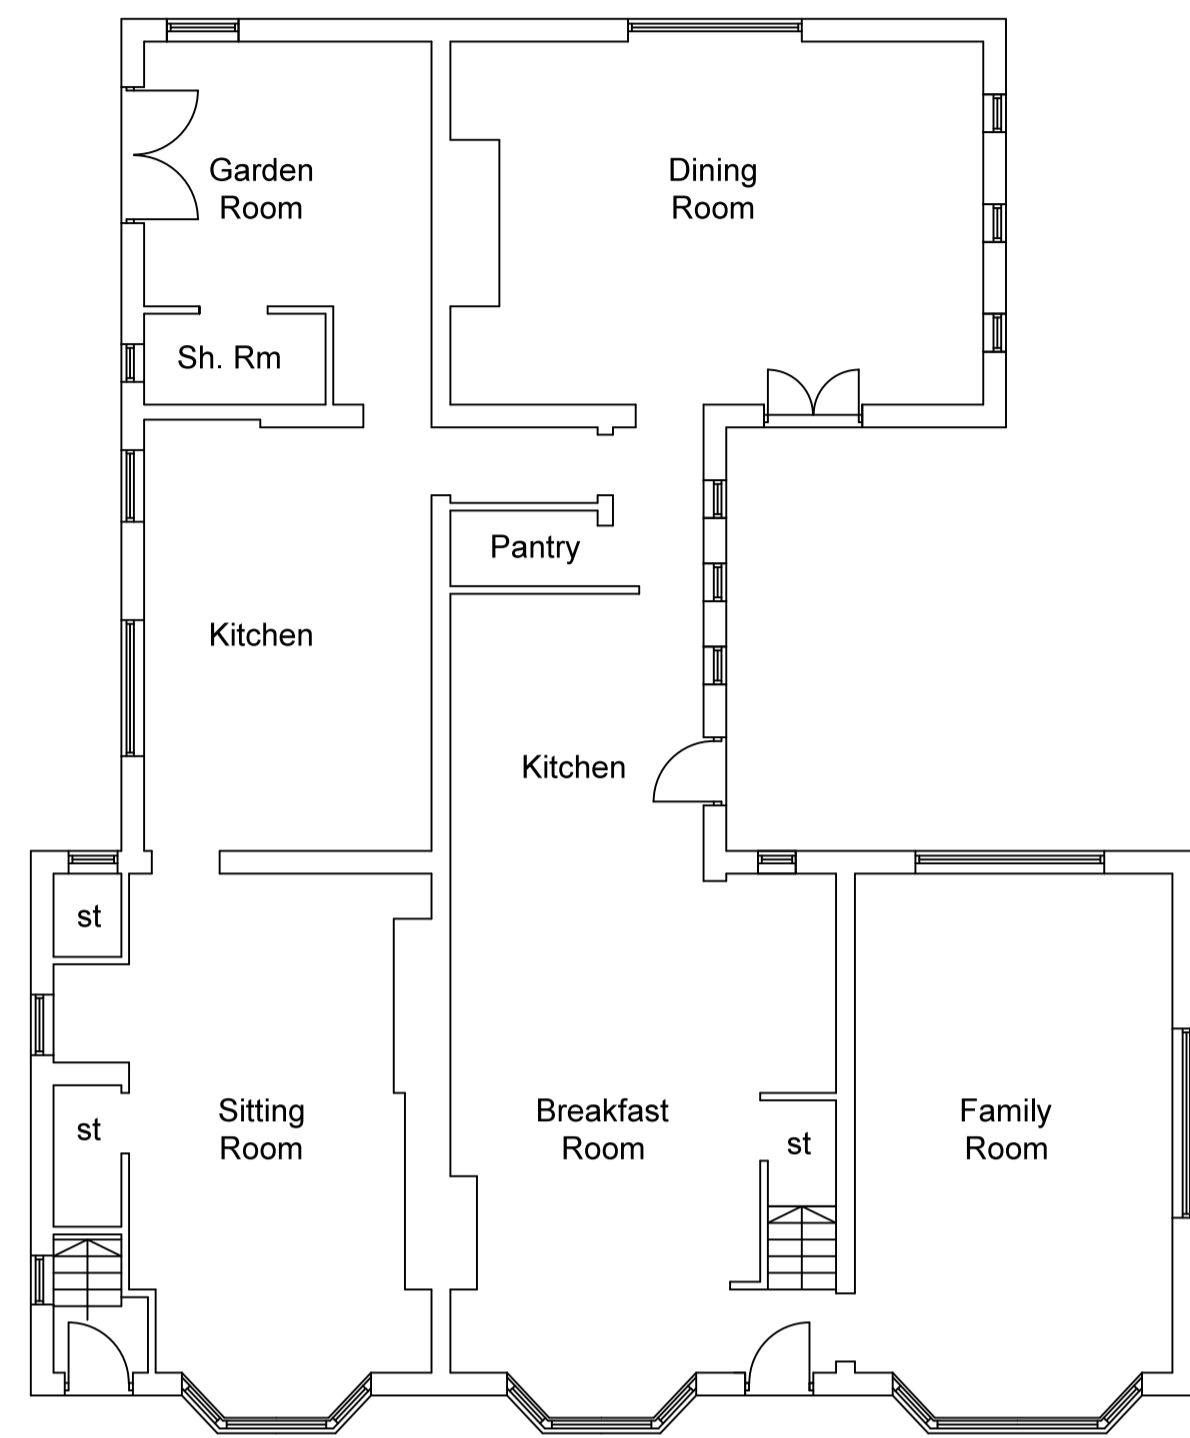 Garden
Room
Dining
Room
Sh. Rm
Pantry
Kitchen
Kitchen
st
Sitting
Room
st
Breakfast
Room
st
Family
Room